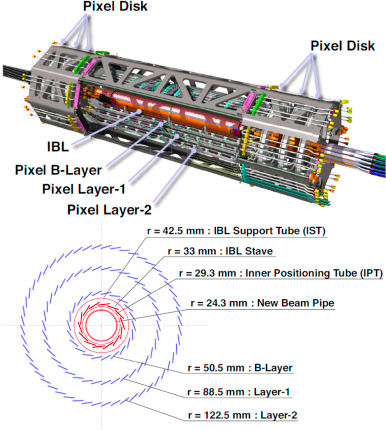 Pixel Disk
Pixel Disk
IBL
Pixel B-Layer
Pixel Layer-1
Pixel Layer-2
r = 42.5 mm : IBL Support Tube (IST)
r = 33 mm : IBL Stave
r = 29.3 mm : Inner Positioning Tube (IPT)
r = 24.3 mm : New Beam Pipe
r = 50.5 mm : B-Layer
r = 88.5 mm : Layer-1
r = 122.5 mm : Layer-2